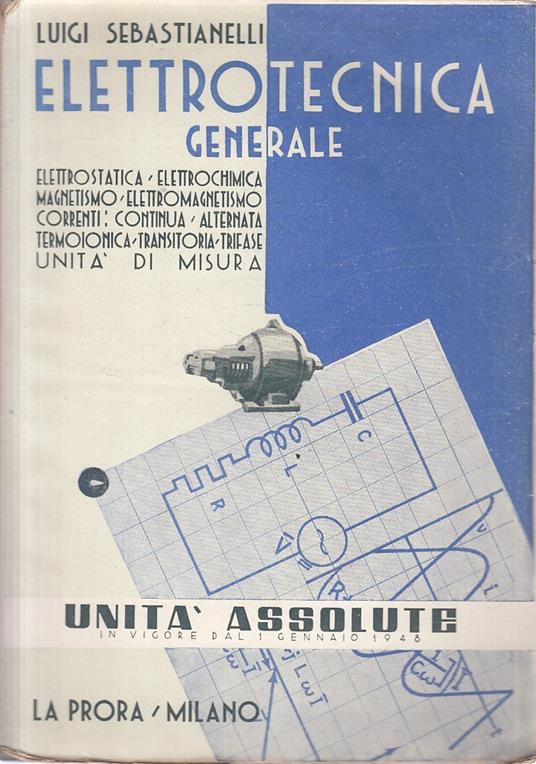 LUIGI SEBASTIANELLI
ELETTROTECNICA
GENERALE
ELETTROSTATICA / ELETTROCHIMICA
MAGNETISMO / ELETTROMAGNETISMO
CORRENTI: CONTINUA / ALTERNATA
TERMOIONICA / TRANSITORIA / TRIFASE
UNITA' DI MISURA
C
L
R
V
v
i
UNITA' ASSOLUTE
IN VIGORE DAL 1 GENNAIO 1948
j L ω I
LA PRORA / MILANO